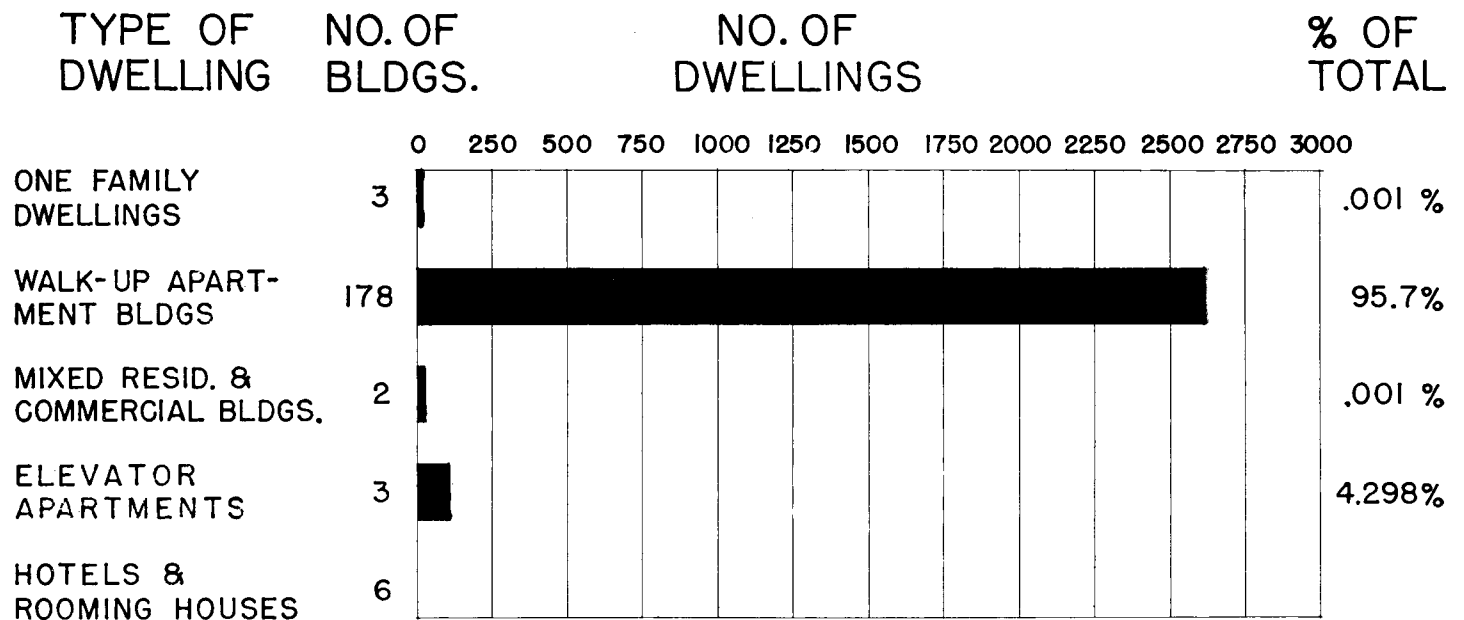 TYPE OF NO. OF NO. OF % OF
DWELLING BLDGS. DWELLINGS TOTAL
0 250 500 750 1000 1250 1500 1750 2000 2250 2500 2750 3000
ONE FAMILY
DWELLINGS 3 .001 %
WALK-UP APART-
MENT BLDGS 178 95.7%
MIXED RESID. &
COMMERCIAL BLDGS. 2 .001 %
ELEVATOR
APARTMENTS 3 4.298%
HOTELS &
ROOMING HOUSES 6